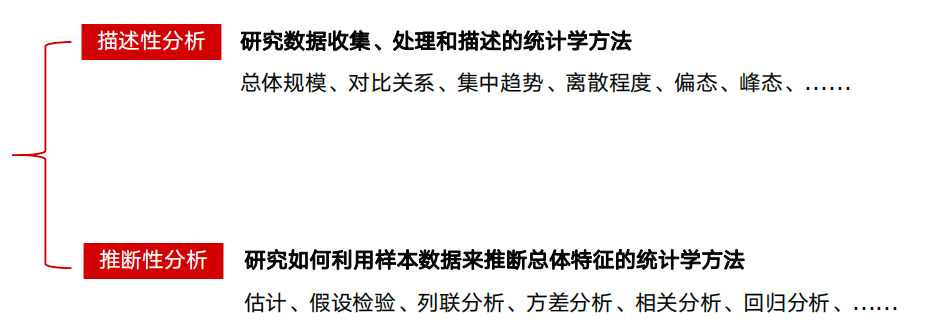 描述性分析
研究数据收集、处理和描述的统计学方法
总体规模、对比关系、集中趋势、离散程度、偏态、峰态、……
推断性分析
研究如何利用样本数据来推断总体特征的统计学方法
估计、假设检验、列联分析、方差分析、相关分析、回归分析、……